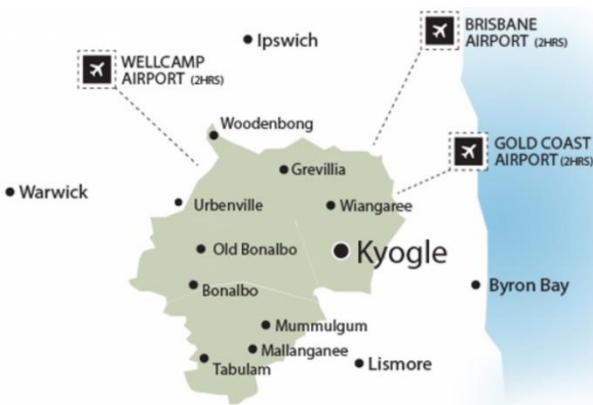 BRISBANE
AIRPORT (2HRS)
Ipswich
WELLCAMP
AIRPORT (2HRS)
Woodenbong
GOLD COAST
AIRPORT (2HRS)
Grevillia
Warwick
Urbenville
Wiangaree
Old Bonalbo
Kyogle
Bonalbo
Byron Bay
Mummulgum
Mallanganee
Tabulam
Lismore